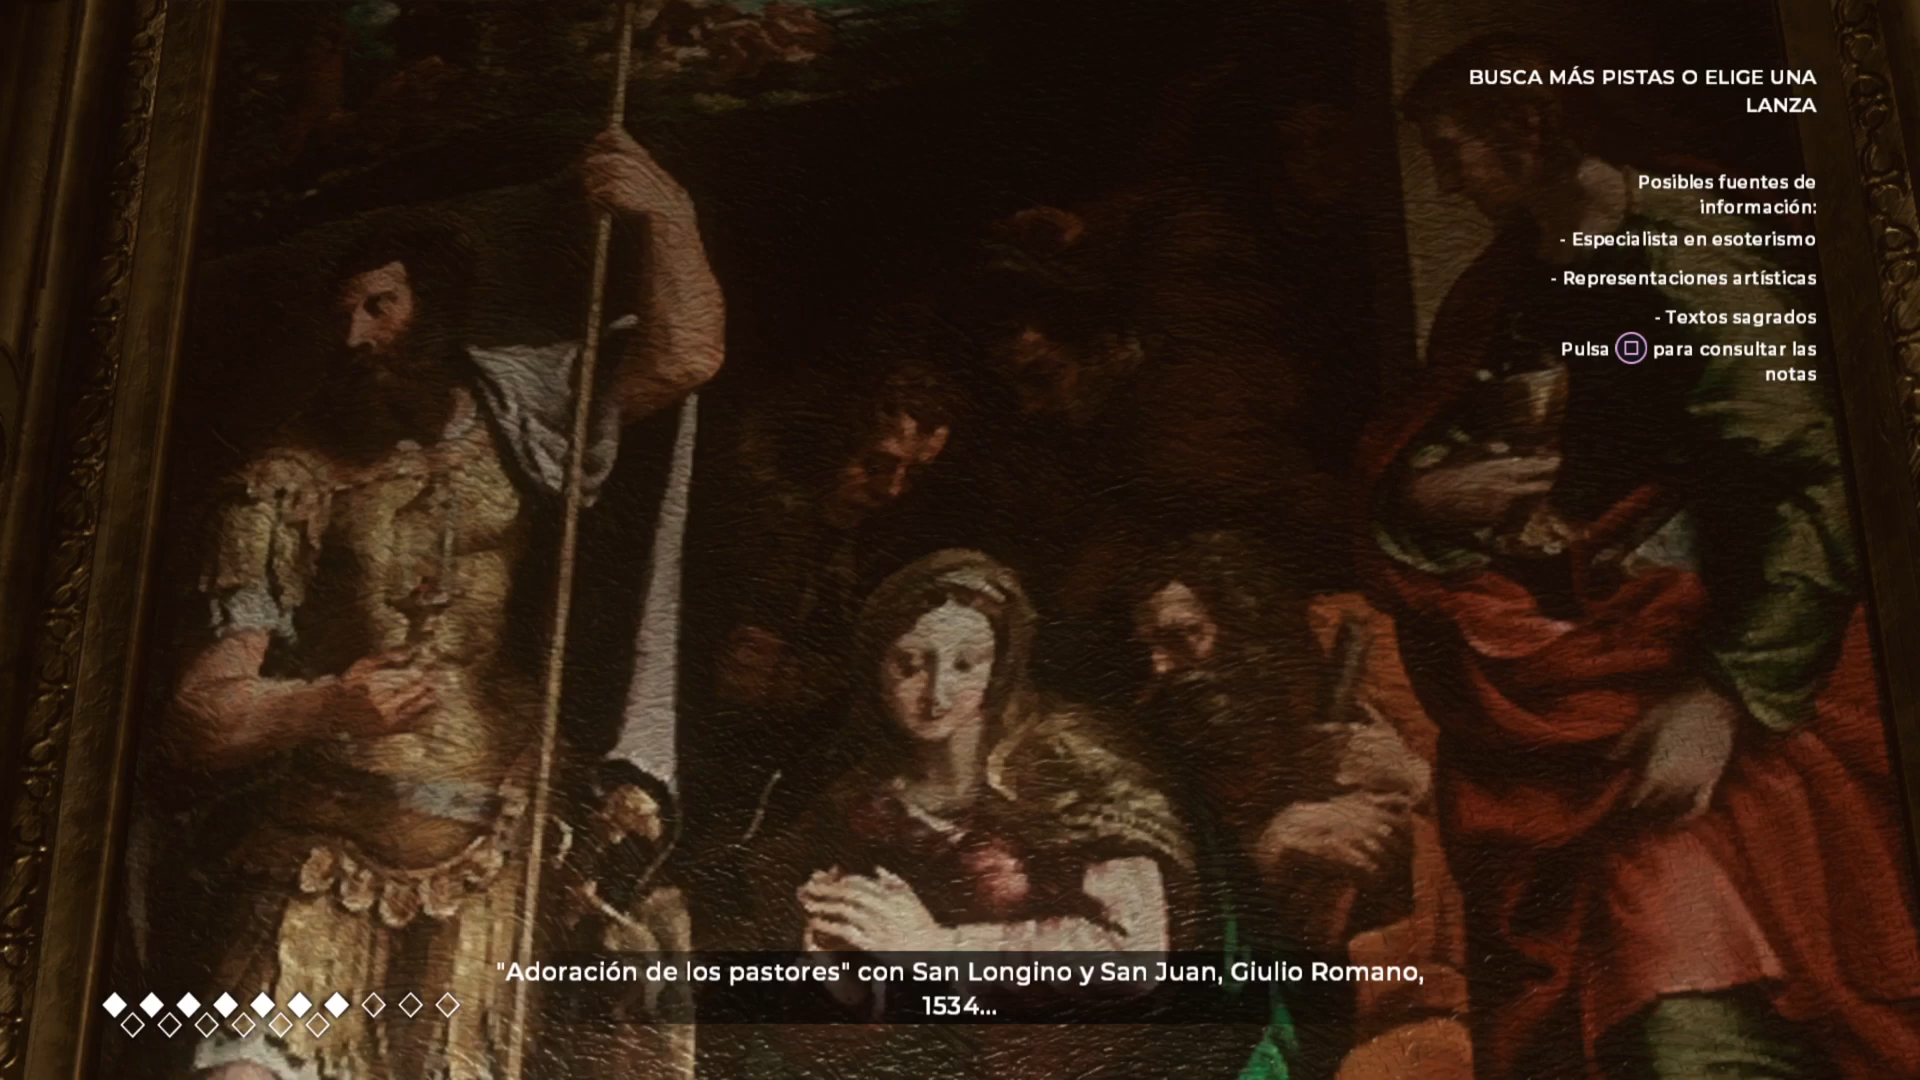 BUSCA MÁS PISTAS O ELIGE UNA
LANZA
Posibles fuentes de
información:
- Especialista en esoterismo
- Representaciones artísticas
- Textos sagrados
Pulsa para consultar las
notas
"Adoración de los pastores" con San Longino y San Juan, Giulio Romano,
1534...